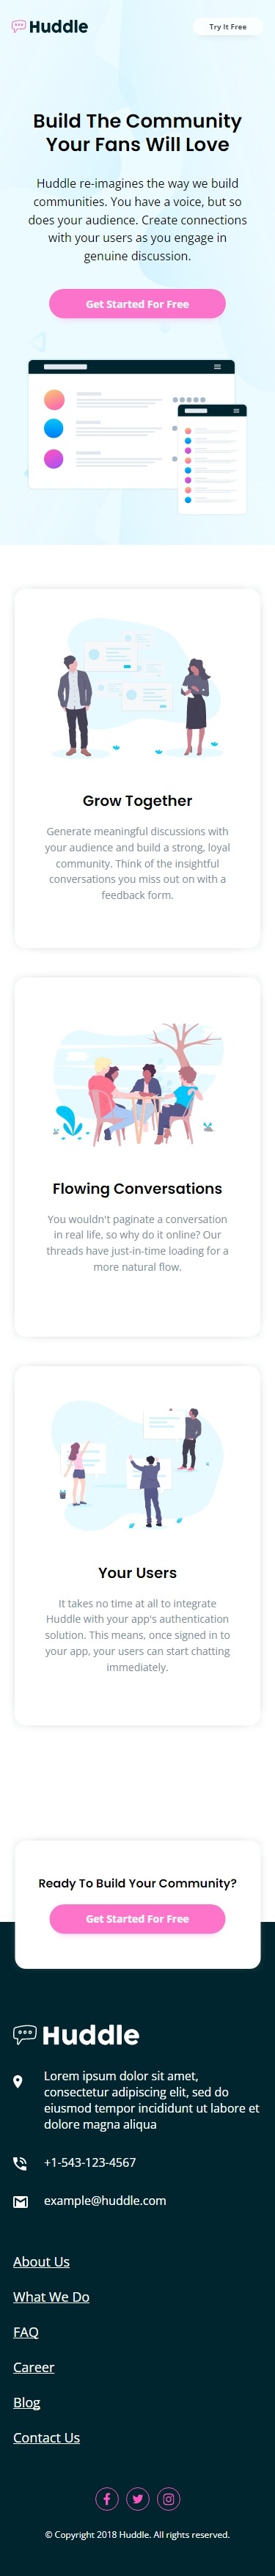 Huddle
Try It Free
Build The Community
Your Fans Will Love
Huddle re-imagines the way we build
communities. You have a voice, but so
does your audience. Create connections
with your users as you engage in
genuine discussion.
Get Started For Free
Grow Together
Generate meaningful discussions with
your audience and build a strong, loyal
community. Think of the insightful
conversations you miss out on with a
feedback form.
Flowing Conversations
You wouldn't paginate a conversation
in real life, so why do it online? Our
threads have just-in-time loading for a
more natural flow.
Your Users
It takes no time at all to integrate
Huddle with your app's authentication
solution. This means, once signed in to
your app, your users can start chatting
immediately.
Ready To Build Your Community?
Get Started For Free
Huddle
Lorem ipsum dolor sit amet,
consectetur adipiscing elit, sed do
eiusmod tempor incididunt ut labore et
dolore magna aliqua
+1-543-123-4567
example@huddle.com
About Us
What We Do
FAQ
Career
Blog
Contact Us
© Copyright 2018 Huddle. All rights reserved.